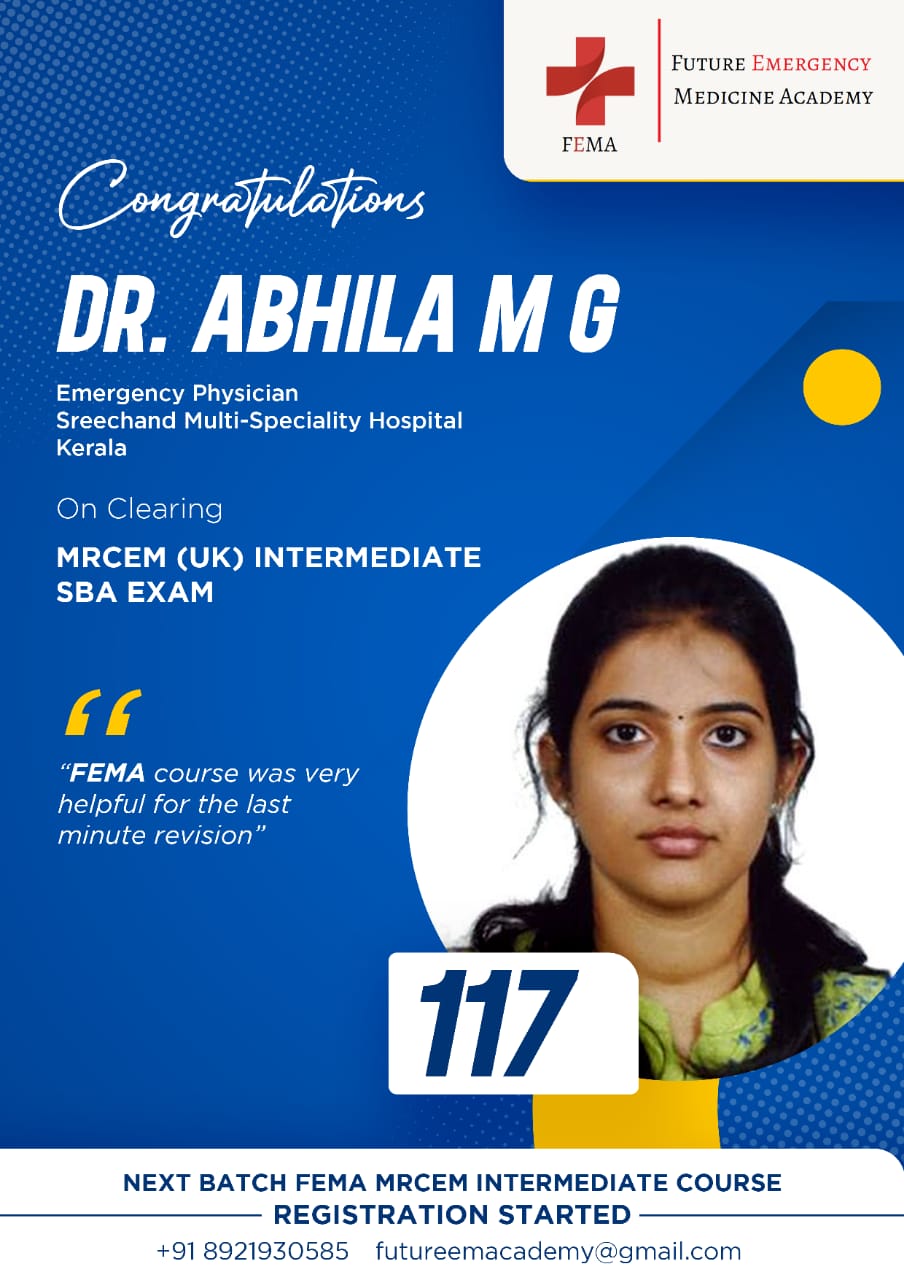 FUTURE EMERGENCY
MEDICINE ACADEMY
FEMA
Congratulations
DR. ABHILA M G
Emergency Physician
Sreechand Multi-Speciality Hospital
Kerala
On Clearing
MRCEM (UK) INTERMEDIATE
SBA EXAM
“
“FEMA course was very
helpful for the last
minute revision”
117
NEXT BATCH FEMA MRCEM INTERMEDIATE COURSE
REGISTRATION STARTED
+91 8921930585 futureemacademy@gmail.com